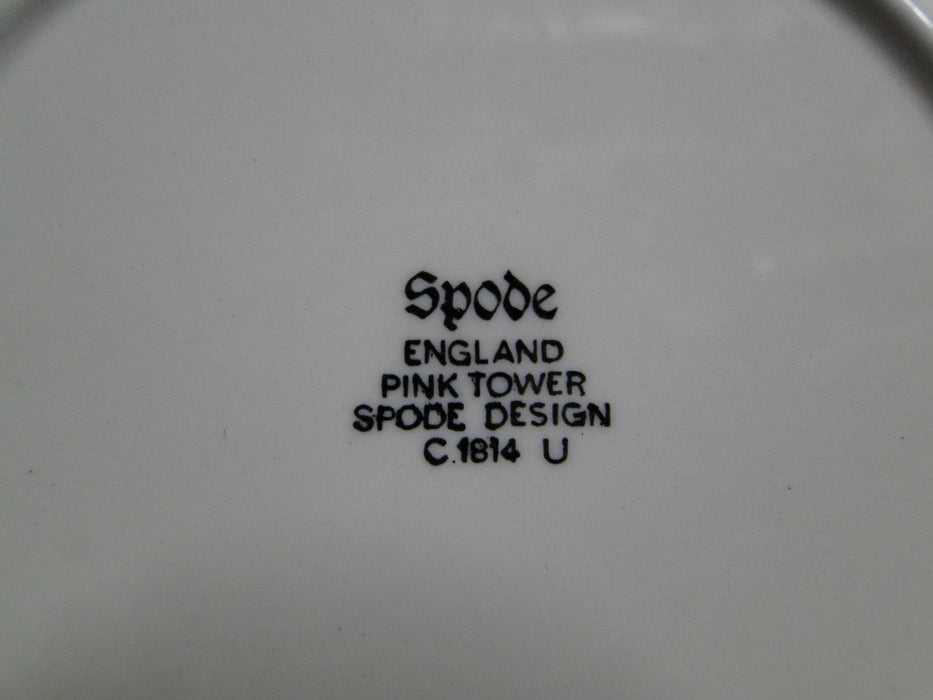 Spode
ENGLAND
PINK TOWER
SPODE DESIGN
C.1814 U